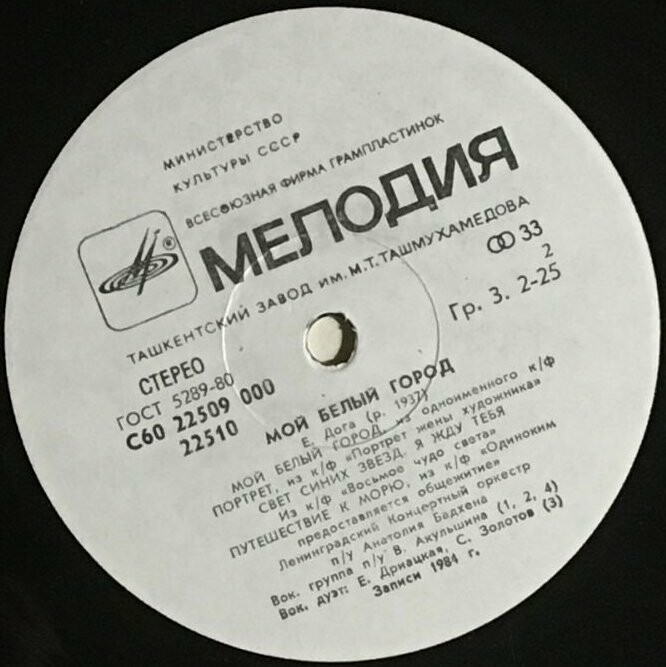 МИНИСТЕРСТВО
КУЛЬТУРЫ СССР
ВСЕСОЮЗНАЯ ФИРМА ГРАМПЛАСТИНОК
МЕЛОДИЯ
®
ТАШКЕНТСКИЙ ЗАВОД ИМ. М.Т.ТАШМУХАМЕДОВА
СТЕРЕО
33
ГОСТ 5289-80
2
С60 22509 000
Гр. 3. 2-25
22510
МОЙ БЕЛЫЙ ГОРОД
Е. Дога (р. 1937)
МОЙ БЕЛЫЙ ГОРОД, из одноименного к/ф
ПОРТРЕТ, из к/ф «Портрет жены художника»
СВЕТ СИНИХ ЗВЕЗД. Я ЖДУ ТЕБЯ
Из к/ф «Восьмое чудо света»
ПУТЕШЕСТВИЕ К МОРЮ, из к/ф «Одиноким
предоставляется общежитие»
Ленинградский Концертный оркестр
п/у Анатолия Бадхена
Вок. группа п/у В. Акульшина (1, 2, 4)
Вок. дуэт: Е. Дриацкая, С. Золотов (3)
Записи 1984 г.